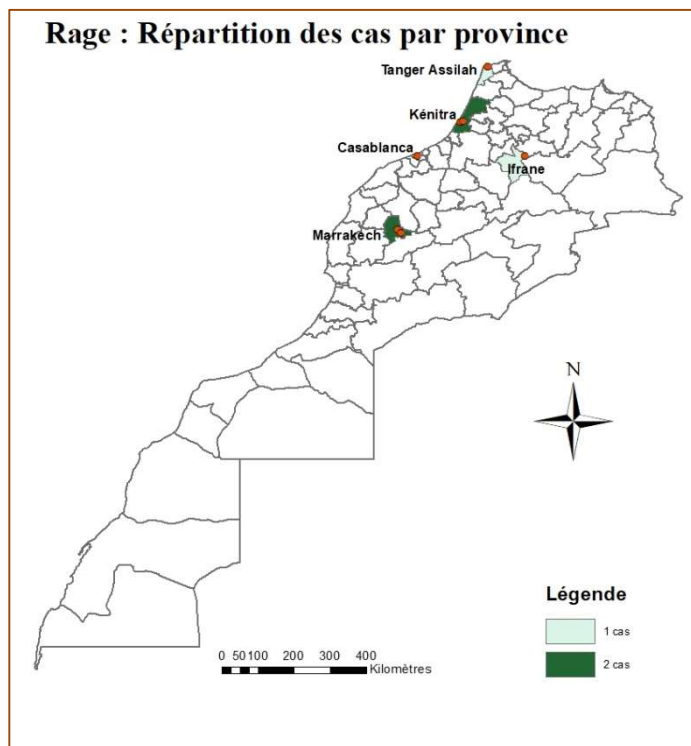 Rage : Répartition des cas par province
Tanger Assilah
Kénitra
Casablanca
Ifrane
Marrakech
N
Légende
1 cas
2 cas
0 50 100 200 300 400
Kilomètres